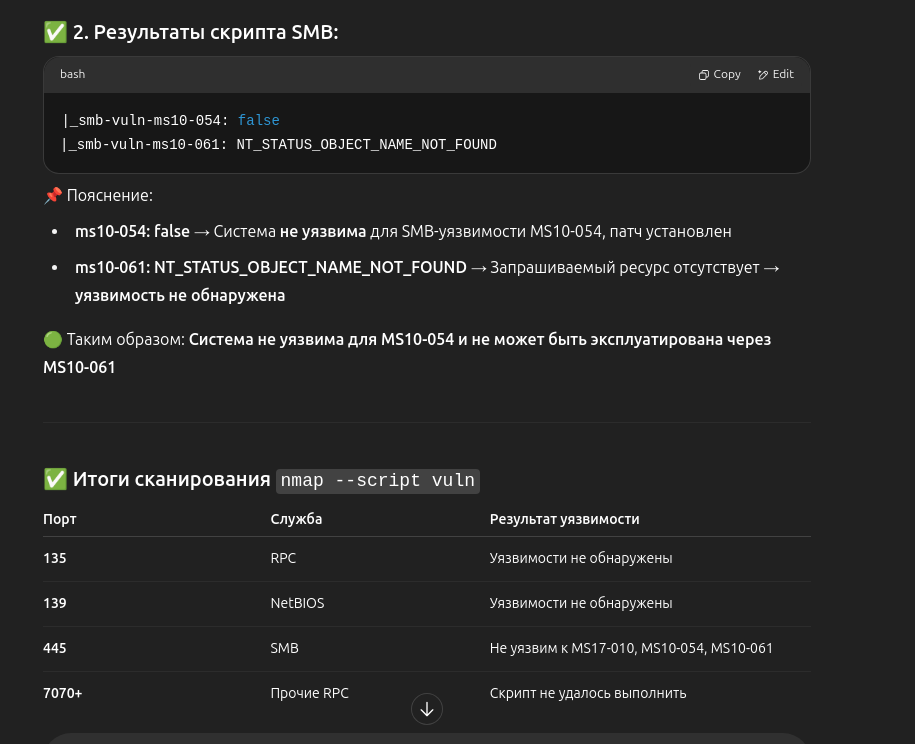 ✅ 2. Результаты скрипта SMB:
bash Copy Edit
|_smb-vuln-ms10-054: false
|_smb-vuln-ms10-061: NT_STATUS_OBJECT_NAME_NOT_FOUND
📌 Пояснение:
• ms10-054: false → Система не уязвима для SMB-уязвимости MS10-054, патч установлен
• ms10-061: NT_STATUS_OBJECT_NAME_NOT_FOUND → Запрашиваемый ресурс отсутствует →
уязвимость не обнаружена
🟢 Таким образом: Система не уязвима для MS10-054 и не может быть эксплуатирована через
MS10-061
✅ Итоги сканирования nmap --script vuln
Порт Служба Результат уязвимости
135 RPC Уязвимости не обнаружены
139 NetBIOS Уязвимости не обнаружены
445 SMB Не уязвим к MS17-010, MS10-054, MS10-061
7070+ Прочие RPC Скрипт не удалось выполнить